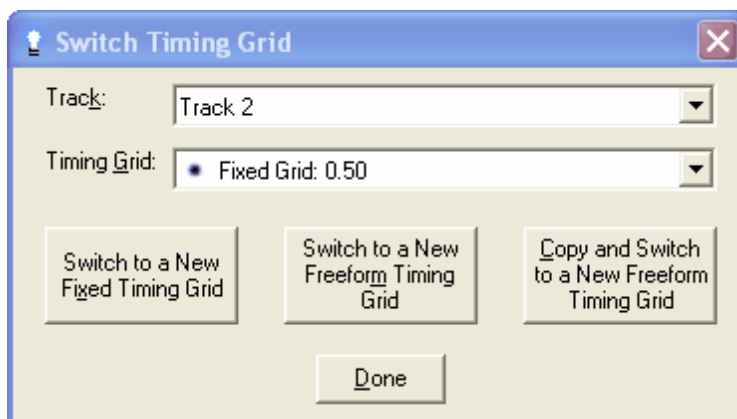 Switch Timing Grid
Track: Track 2
Timing Grid: Fixed Grid: 0.50
Switch to a New
Fixed Timing Grid
Switch to a New
Freeform Timing
Grid
Copy and Switch
to a New Freeform
Timing Grid
Done